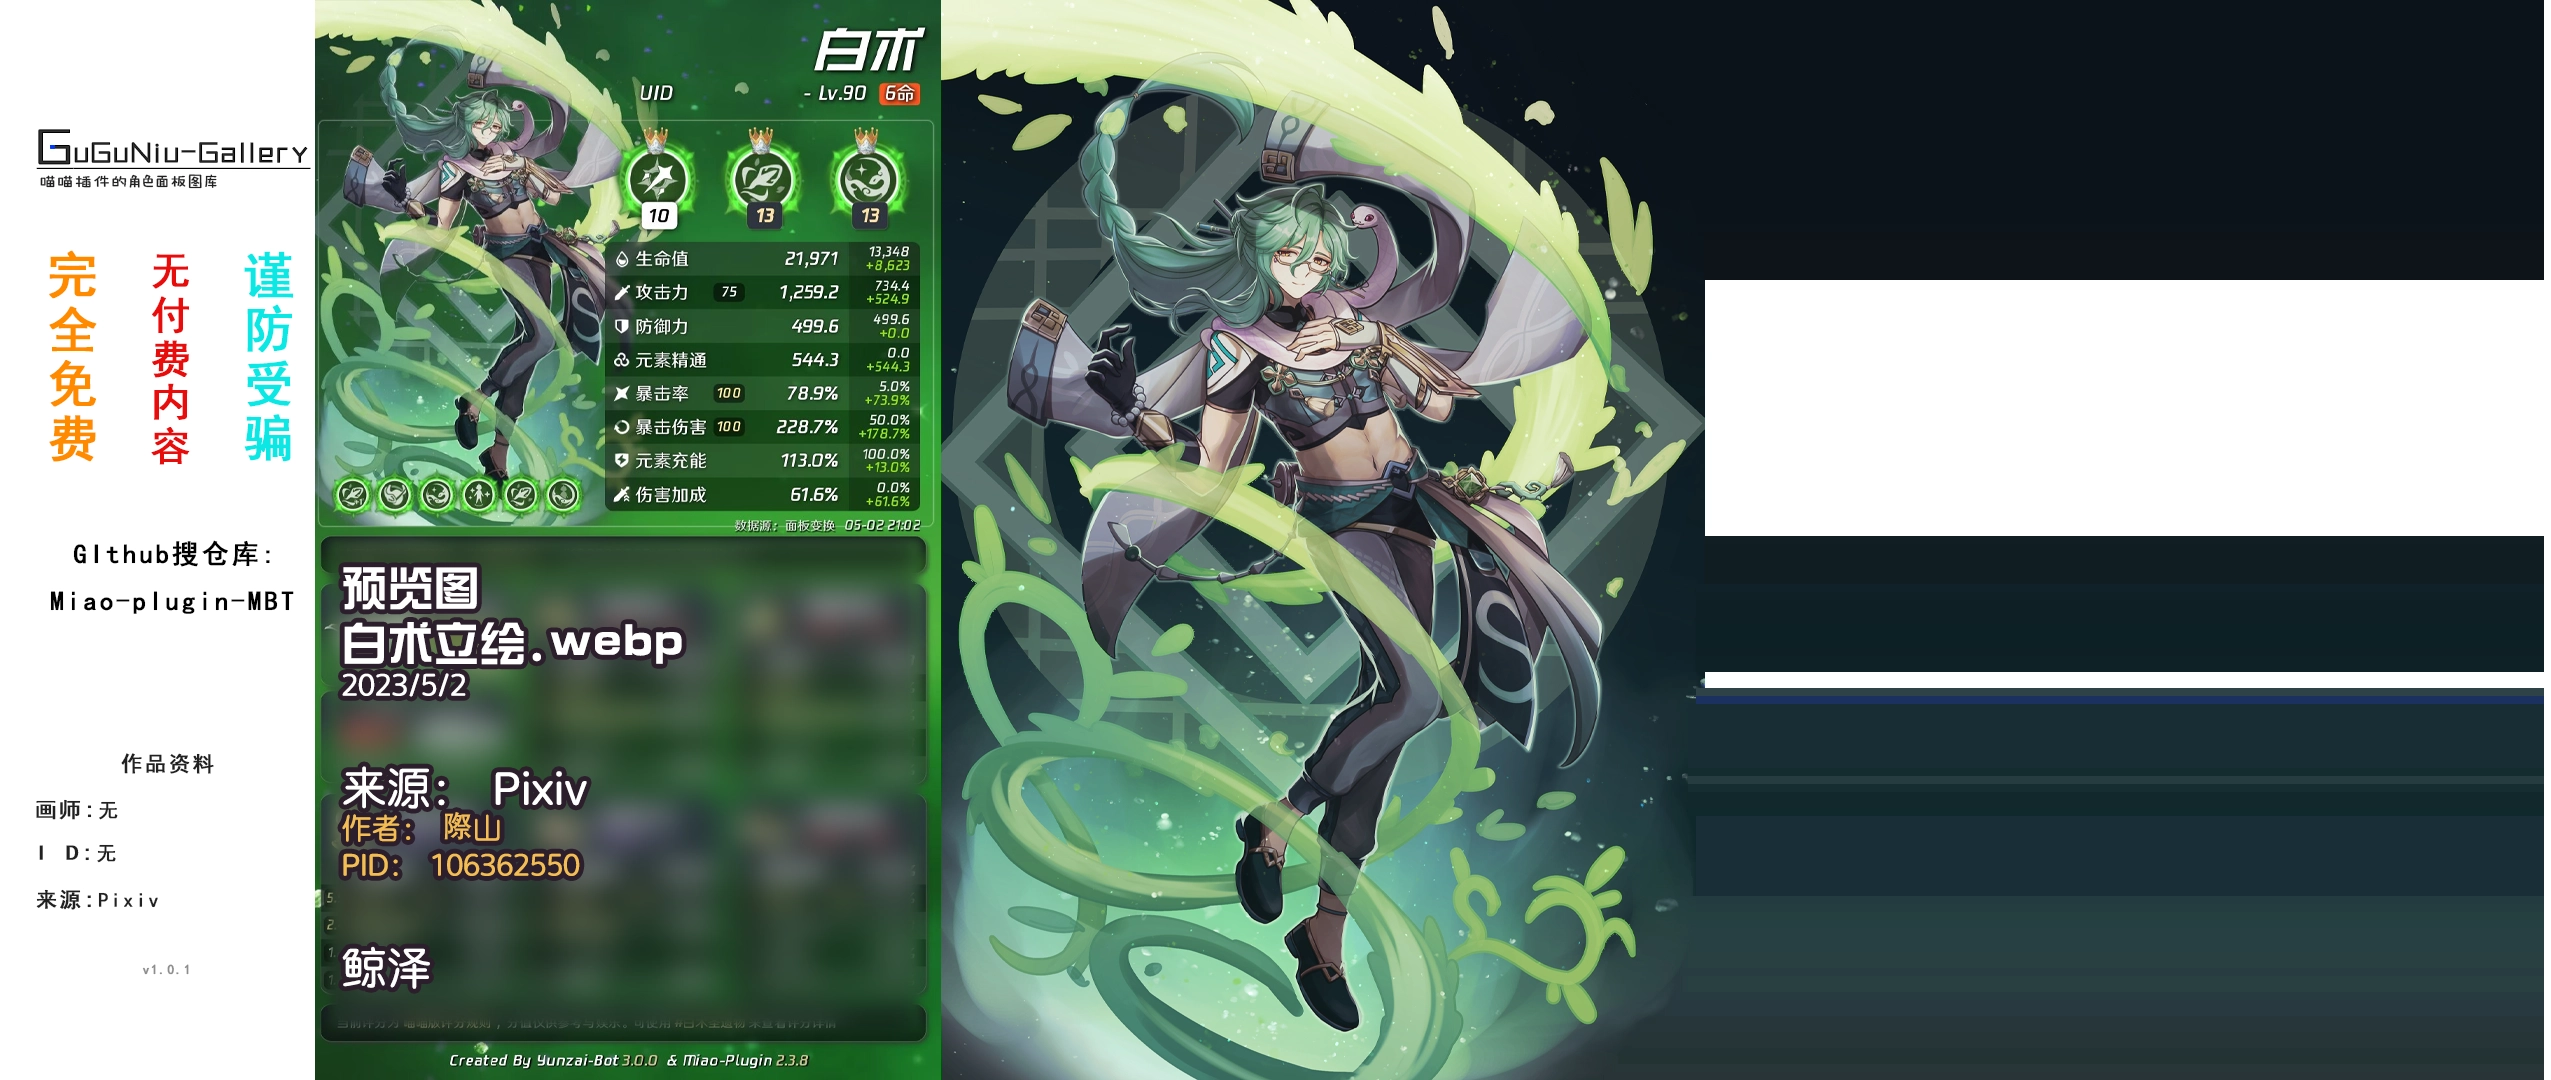 GuGuNiu-Gallery
喵喵插件的角色面板图库
完全免费
无付费内容
谨防受骗
GIthub搜仓库:
Miao-plugin-MBT
作品资料
画师:无
I D:无
来源:Pixiv
v1.0.1
白术
UID - Lv.90 6命
10 13 13
生命值 21,971 13,348 +8,623
攻击力 75 1,259.2 734.4 +524.9
防御力 499.6 499.6 +0.0
元素精通 544.3 0.0 +544.3
暴击率 100 78.9% 5.0% +73.9%
暴击伤害 100 228.7% 50.0% +178.7%
元素充能 113.0% 100.0% +13.0%
伤害加成 61.6% 0.0% +61.6%
数据源: 面板变换 05-02 21:02
预览图
白术立绘.webp
2023/5/2
来源: Pixiv
作者: 際山
PID: 106362550
鲸泽
Created By Yunzai-Bot 3.0.0 & Miao-Plugin 2.3.8